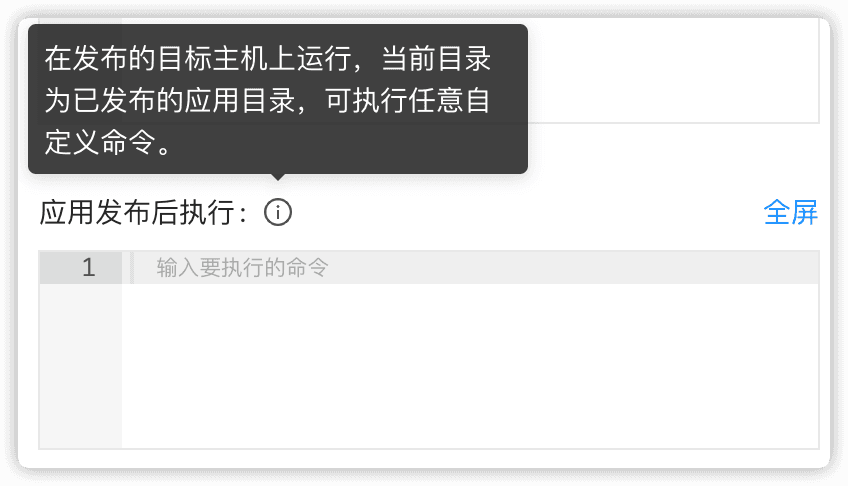 在发布的目标主机上运行，当前目录
为已发布的应用目录，可执行任意自
定义命令。
应用发布后执行：
全屏
1
输入要执行的命令